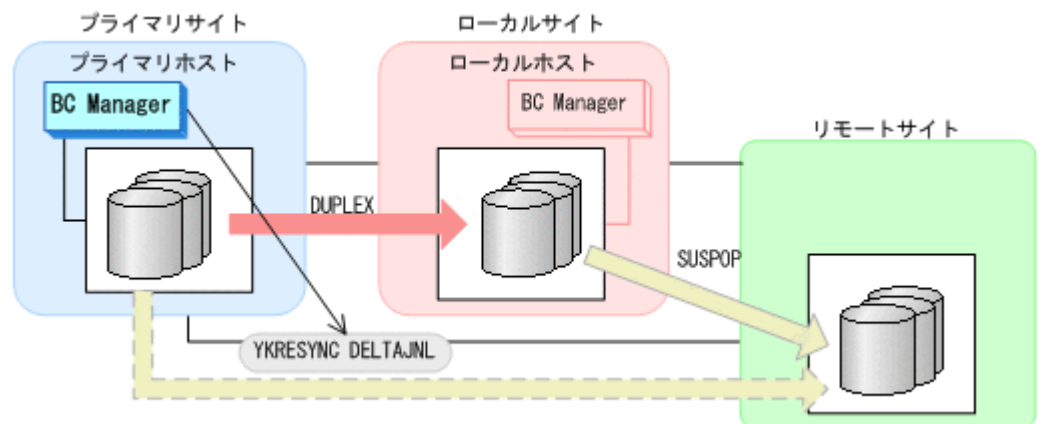 プライマリサイト
ローカルサイト
プライマリホスト
ローカルホスト
BC Manager
BC Manager
リモートサイト
DUPLEX
SUSPOP
YKRESYNC DELTAJNL